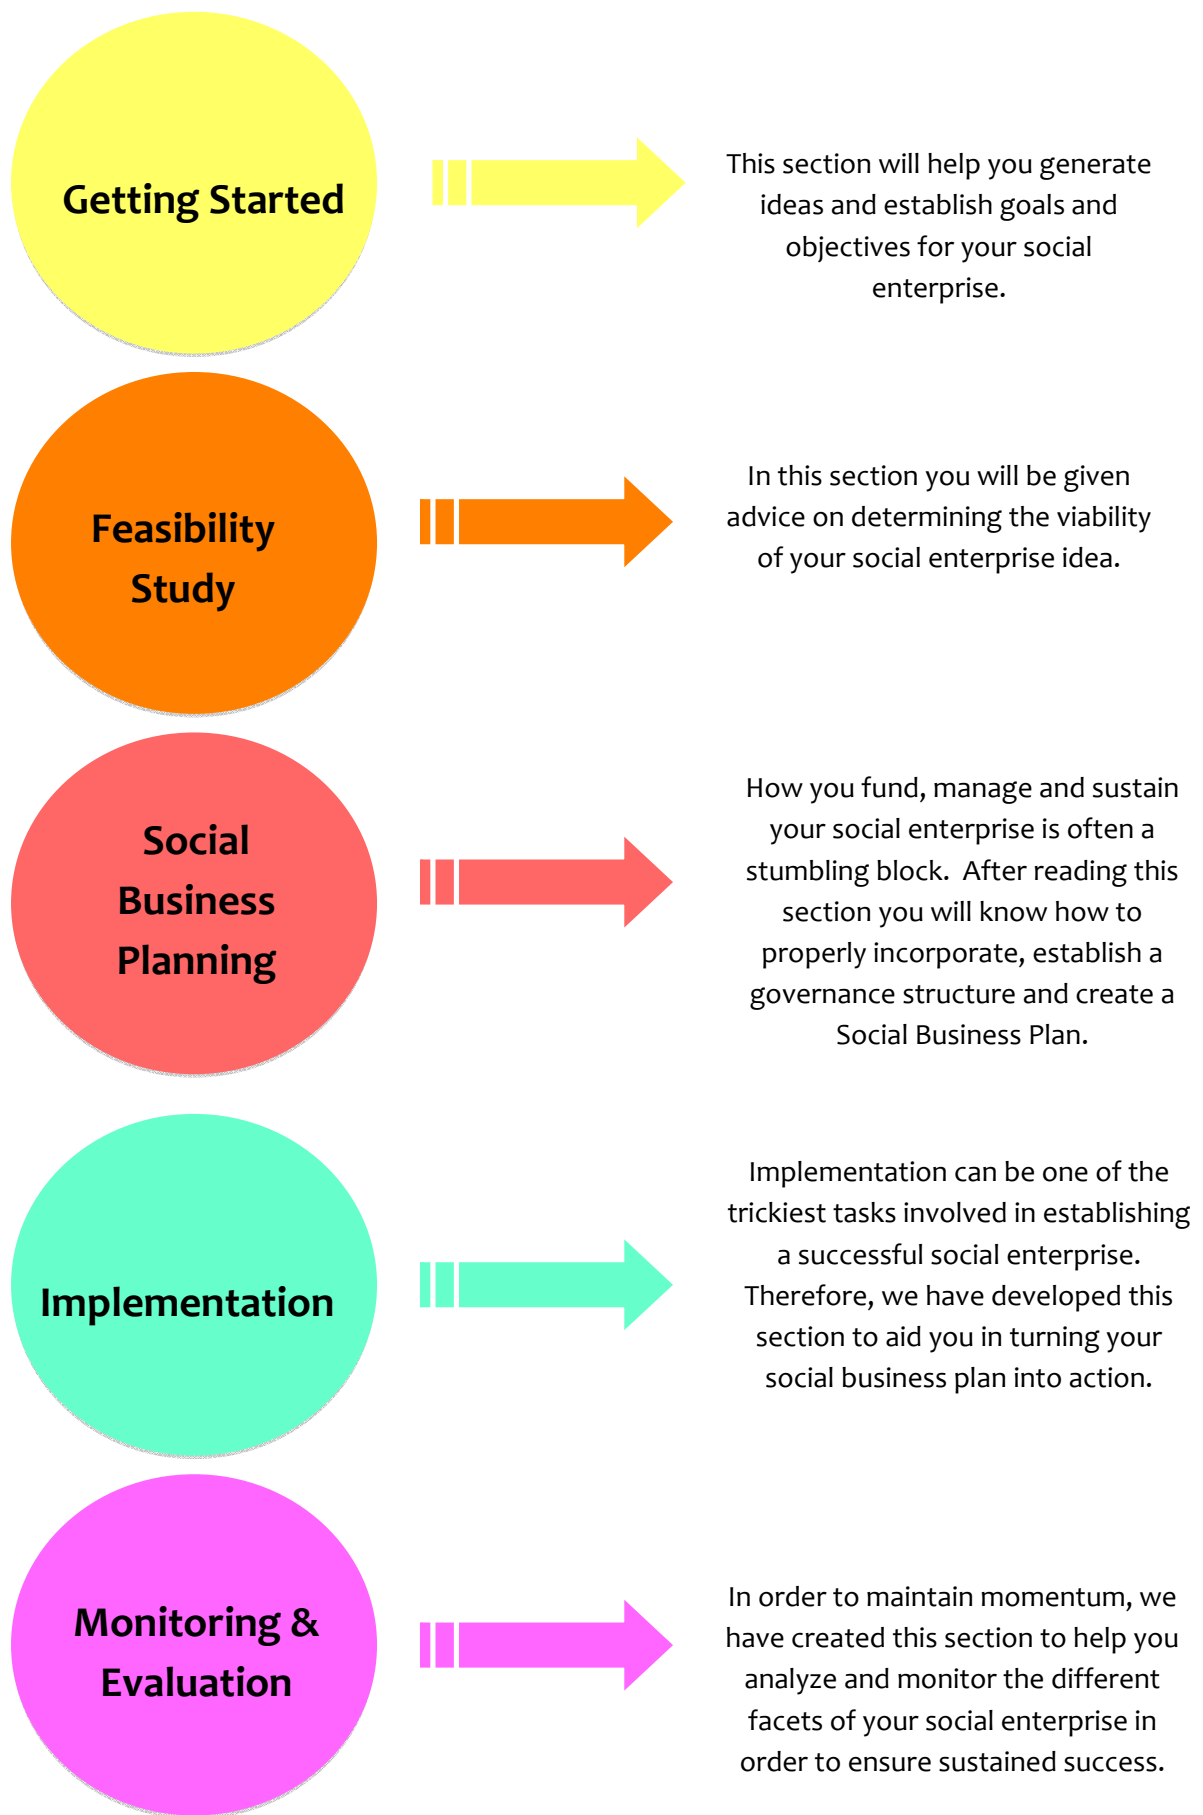 Getting Started
This section will help you generate
ideas and establish goals and
objectives for your social
enterprise.
Feasibility
Study
In this section you will be given
advice on determining the viability
of your social enterprise idea.
Social
Business
Planning
How you fund, manage and sustain
your social enterprise is often a
stumbling block.  After reading this
section you will know how to
properly incorporate, establish a
governance structure and create a
Social Business Plan.
Implementation
Implementation can be one of the
trickiest tasks involved in establishing
a successful social enterprise.
Therefore, we have developed this
section to aid you in turning your
social business plan into action.
Monitoring &
Evaluation
In order to maintain momentum, we
have created this section to help you
analyze and monitor the different
facets of your social enterprise in
order to ensure sustained success.